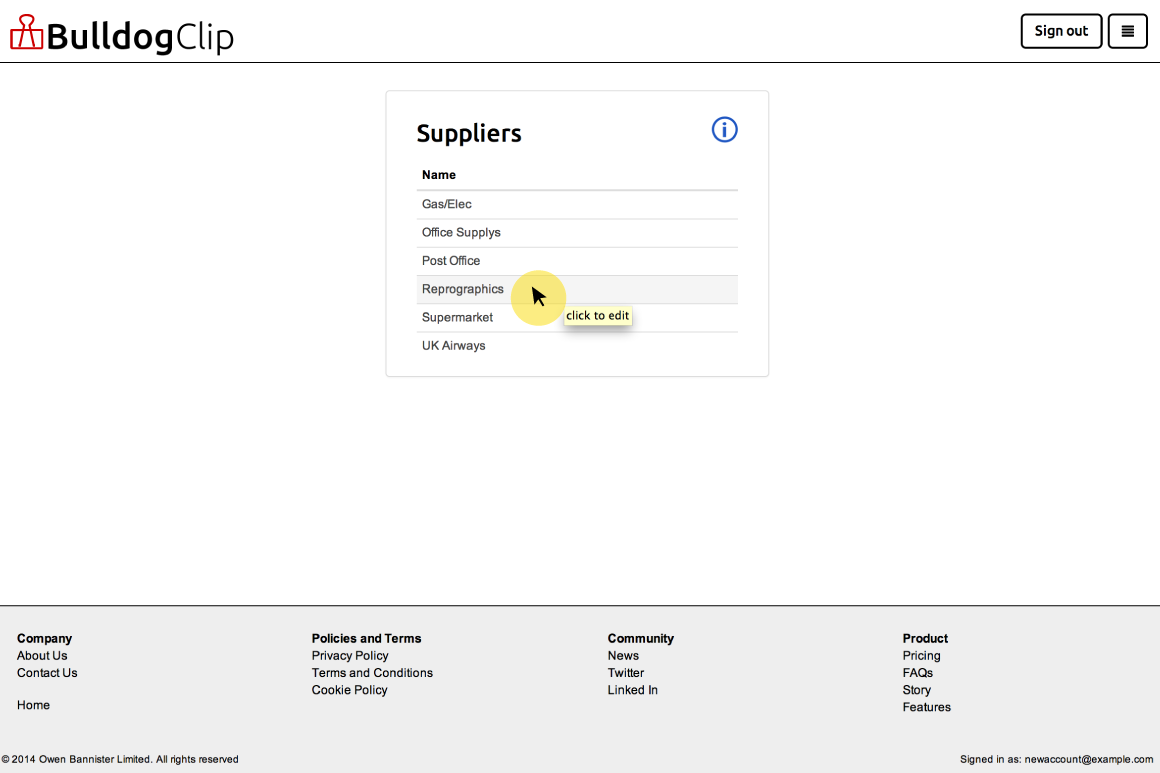 BulldogClip
Sign out
Suppliers
Name
Gas/Elec
Office Supplys
Post Office
Reprographics
click to edit
Supermarket
UK Airways
Company
About Us
Contact Us
Home
Policies and Terms
Privacy Policy
Terms and Conditions
Cookie Policy
Community
News
Twitter
Linked In
Product
Pricing
FAQs
Story
Features
© 2014 Owen Bannister Limited. All rights reserved
Signed in as: newaccount@example.com